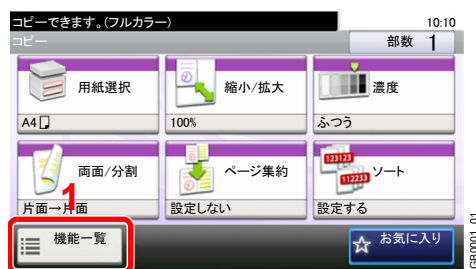 コピーできます。(フルカラー)
10:10
コピー
部数 1
用紙選択
縮小/拡大
濃度
A4
100%
ふつう
両面/分割
ページ集約
123123
112233
ソート
1
片面→片面
設定しない
設定する
機能一覧
お気に入り
GB0001_01